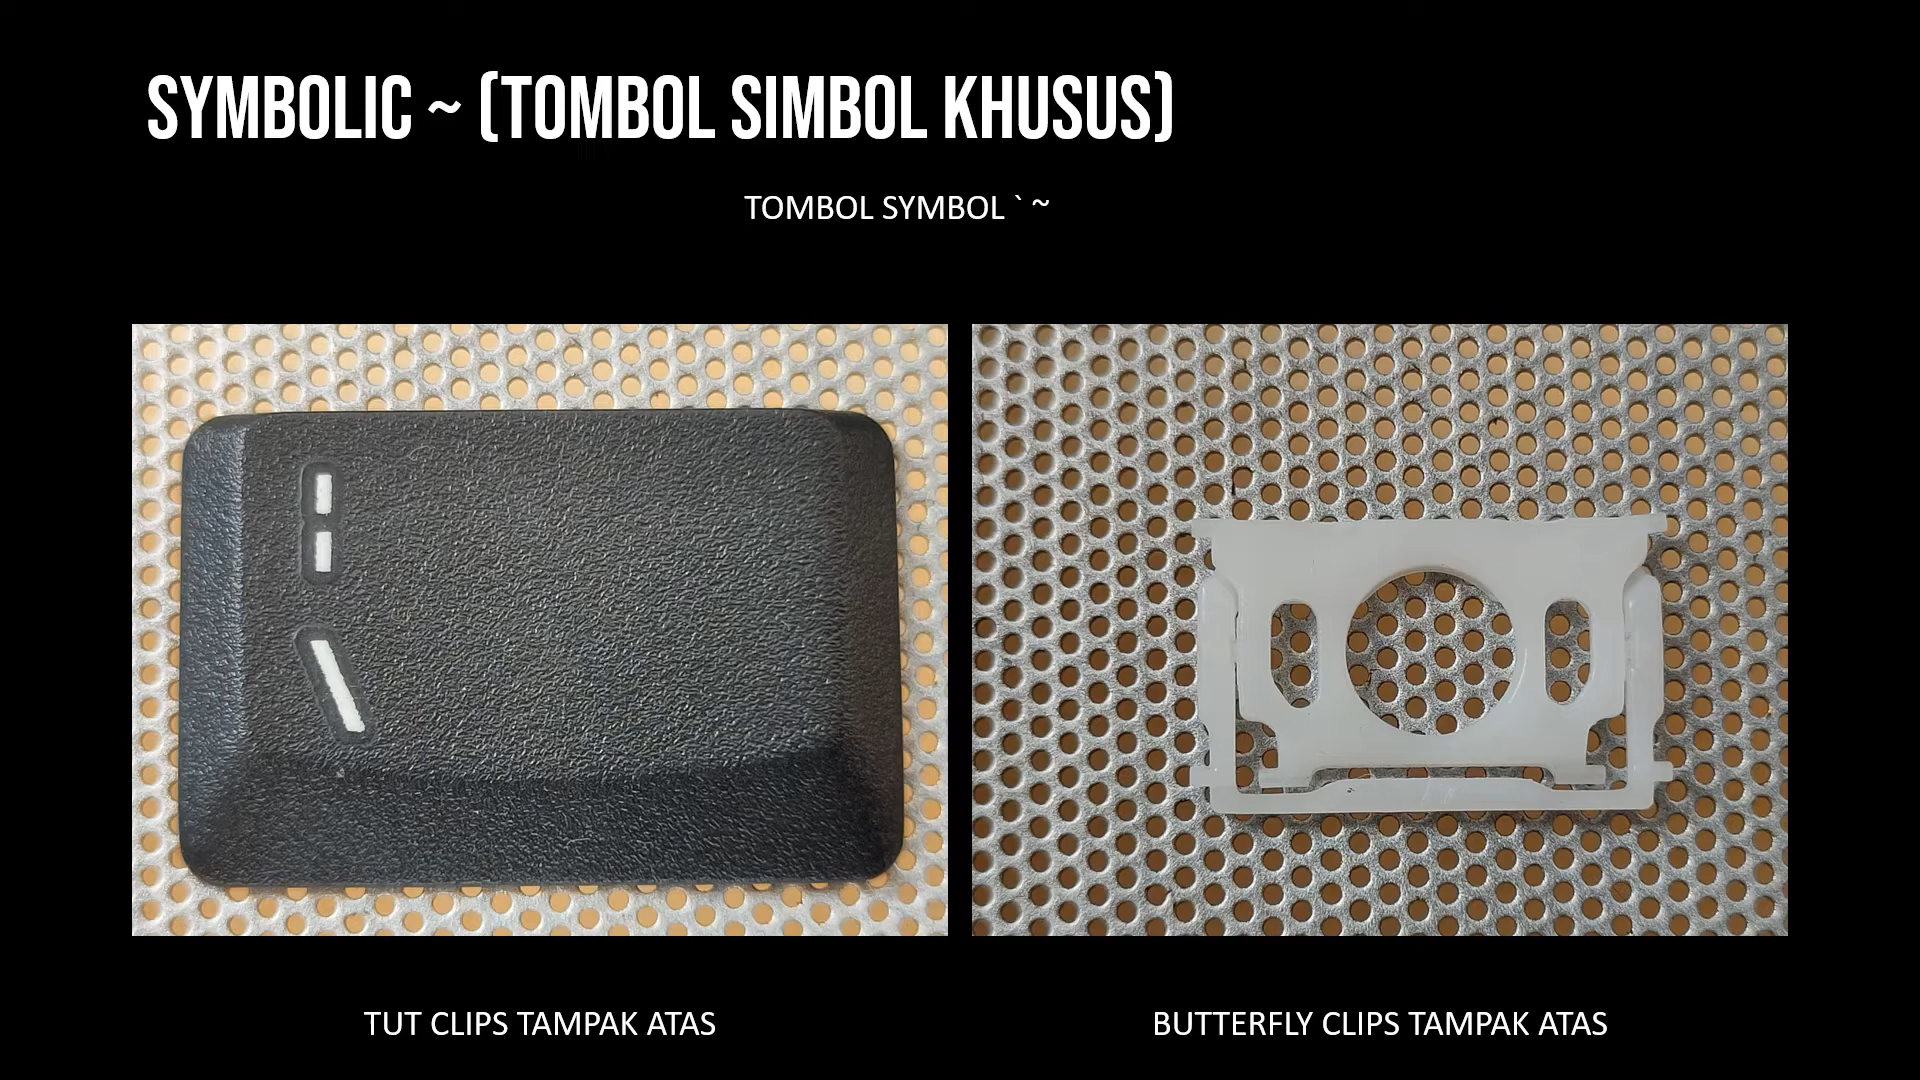 SYMBOLIC ~ (TOMBOL SIMBOL KHUSUS)
TOMBOL SYMBOL ` ~
TUT CLIPS TAMPAK ATAS
BUTTERFLY CLIPS TAMPAK ATAS